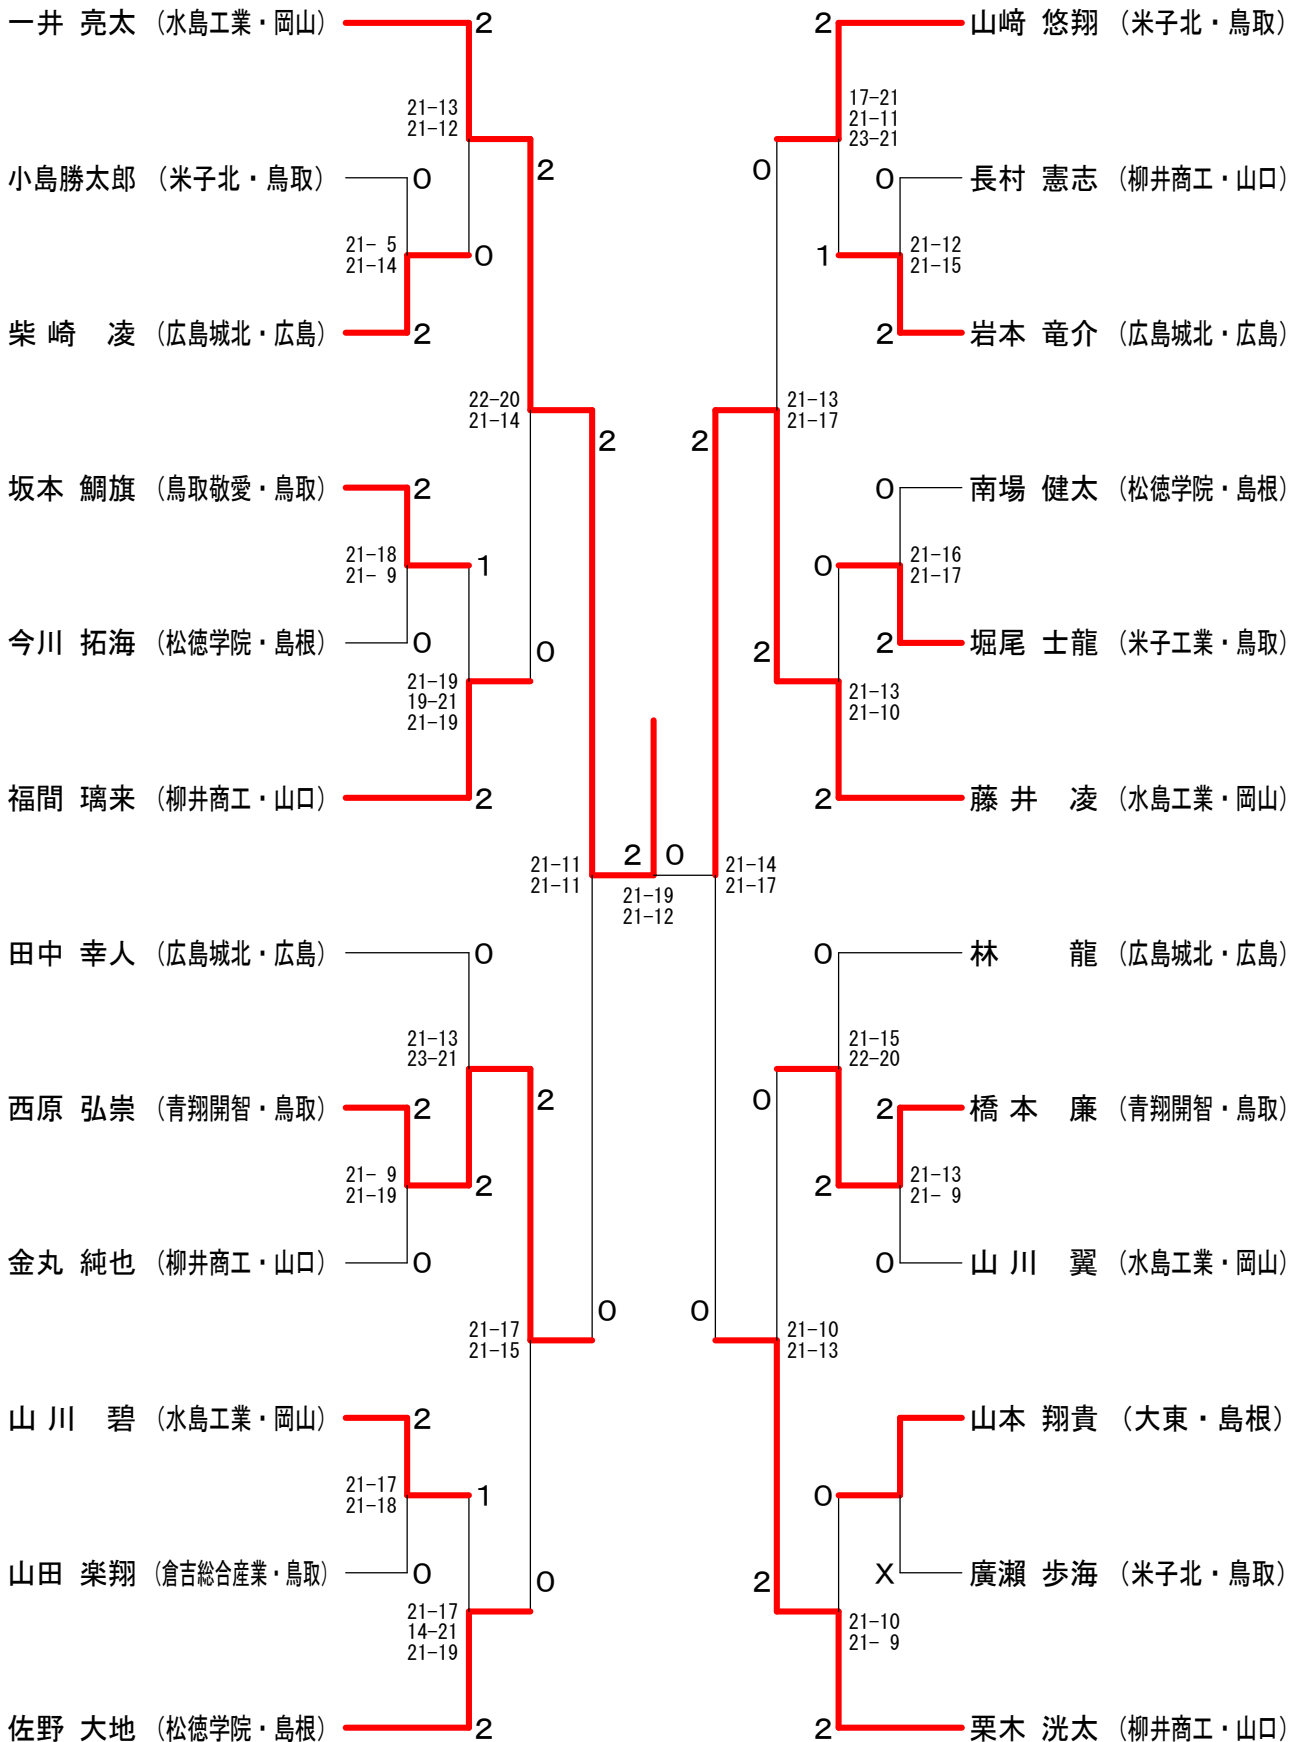 一井 亮太 (水島工業・岡山) 2
2 山﨑 悠翔 (米子北・鳥取)
21-13
21-12
17-21
21-11
23-21
小島勝太郎 (米子北・鳥取) 0
2
0
0 長村 憲志 (柳井商工・山口)
21- 5
21-14
0
1
21-12
21-15
柴崎 凌 (広島城北・広島) 2
2 岩本 竜介 (広島城北・広島)
22-20
21-14
21-13
21-17
2
2
坂本 鯛旗 (鳥取敬愛・鳥取) 2
0 南場 健太 (松徳学院・島根)
21-18
21- 9
1
0
21-16
21-17
今川 拓海 (松徳学院・島根) 0
0
2
2 堀尾 士龍 (米子工業・鳥取)
21-19
19-21
21-19
21-13
21-10
福間 璃来 (柳井商工・山口) 2
2 藤井 凌 (水島工業・岡山)
21-11
21-11
2 0
21-19
21-12
21-14
21-17
田中 幸人 (広島城北・広島) 0
0 林 龍 (広島城北・広島)
21-13
23-21
21-15
22-20
西原 弘崇 (青翔開智・鳥取) 2
2
0
2 橋本 廉 (青翔開智・鳥取)
21- 9
21-19
2
2
21-13
21- 9
金丸 純也 (柳井商工・山口) 0
0 山川 翼 (水島工業・岡山)
0
0
21-17
21-15
21-10
21-13
山川 碧 (水島工業・岡山) 2
山本 翔貴 (大東・島根)
21-17
21-18
1
0
山田 楽翔 (倉吉総合産業・鳥取) 0
0
2
X 廣瀬 歩海 (米子北・鳥取)
21-17
14-21
21-19
21-10
21- 9
佐野 大地 (松徳学院・島根) 2
2 栗木 洸太 (柳井商工・山口)